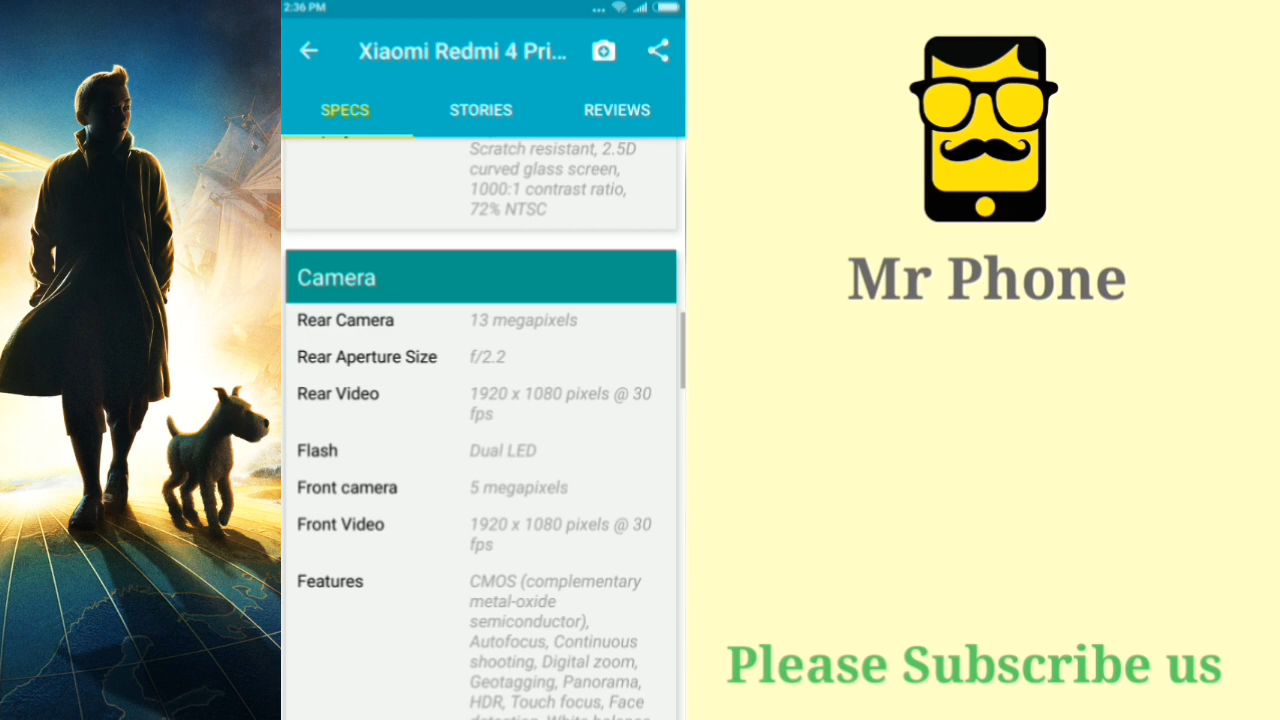 2:36 PM
Xiaomi Redmi 4 Pri...
SPECS
STORIES
REVIEWS
Scratch resistant, 2.5D
curved glass screen,
1000:1 contrast ratio,
72% NTSC
Camera
Rear Camera 13 megapixels
Rear Aperture Size f/2.2
Rear Video 1920 x 1080 pixels @ 30
fps
Flash Dual LED
Front camera 5 megapixels
Front Video 1920 x 1080 pixels @ 30
fps
Features CMOS (complementary
metal-oxide
semiconductor),
Autofocus, Continuous
shooting, Digital zoom,
Geotagging, Panorama,
HDR, Touch focus, Face
detection, White balance
Mr Phone
Please Subscribe us